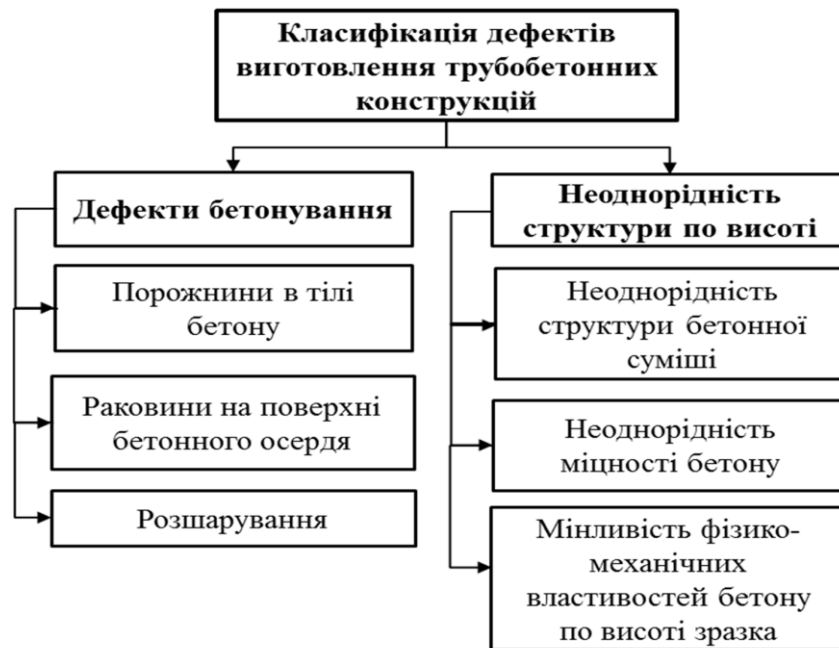 Класифікація дефектів
виготовлення трубобетонних
конструкцій
Дефекти бетонування
Порожнини в тілі
бетону
Раковини на поверхні
бетонного осердя
Розшарування
Неоднорідність
структури по висоті
Неоднорідність
структури бетонної
суміші
Неоднорідність
міцності бетону
Мінливість фізико-
механічних
властивостей бетону
по висоті зразка